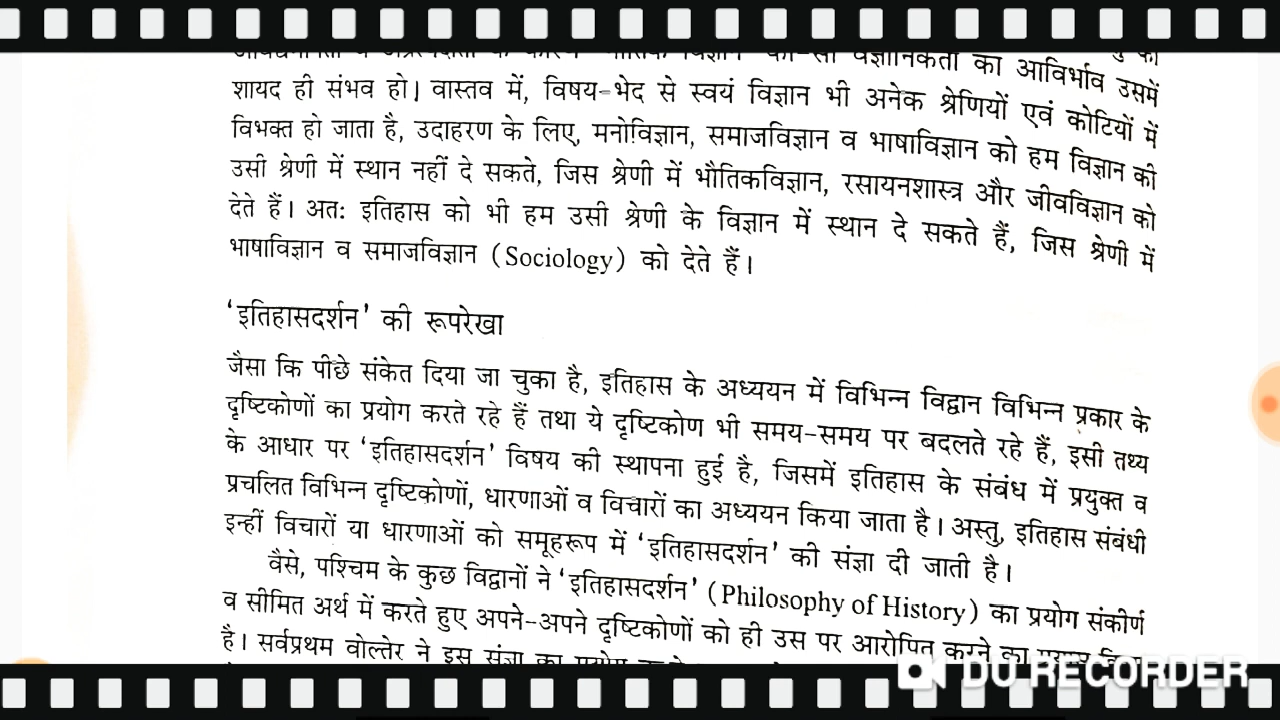 का आविर्भाव उसमें
शायद ही संभव हो। वास्तव में, विषय-भेद से स्वयं विज्ञान भी अनेक श्रेणियों एवं कोटियों में
विभक्त हो जाता है, उदाहरण के लिए, मनोविज्ञान, समाजविज्ञान व भाषाविज्ञान को हम विज्ञान की
उसी श्रेणी में स्थान नहीं दे सकते, जिस श्रेणी में भौतिकविज्ञान, रसायनशास्त्र और जीवविज्ञान को
देते हैं। अतः इतिहास को भी हम उसी श्रेणी के विज्ञान में स्थान दे सकते हैं, जिस श्रेणी में
भाषाविज्ञान व समाजविज्ञान (Sociology) को देते हैं।
'इतिहासदर्शन' की रूपरेखा
जैसा कि पीछे संकेत दिया जा चुका है, इतिहास के अध्ययन में विभिन्न विद्वान विभिन्न प्रकार के
दृष्टिकोणों का प्रयोग करते रहे हैं तथा ये दृष्टिकोण भी समय-समय पर बदलते रहे हैं, इसी तथ्य
के आधार पर 'इतिहासदर्शन' विषय की स्थापना हुई है, जिसमें इतिहास के संबंध में प्रयुक्त व
प्रचलित विभिन्न दृष्टिकोणों, धारणाओं व विचारों का अध्ययन किया जाता है। अस्तु, इतिहास संबंधी
इन्हीं विचारों या धारणाओं को समूहरूप में 'इतिहासदर्शन' की संज्ञा दी जाती है।
वैसे, पश्चिम के कुछ विद्वानों ने 'इतिहासदर्शन' (Philosophy of History) का प्रयोग संकीर्ण
व सीमित अर्थ में करते हुए अपने-अपने दृष्टिकोणों को ही उस पर आरोपित करने का
है। सर्वप्रथम वोल्तेर ने इस संज्ञा का
DU RECORDER